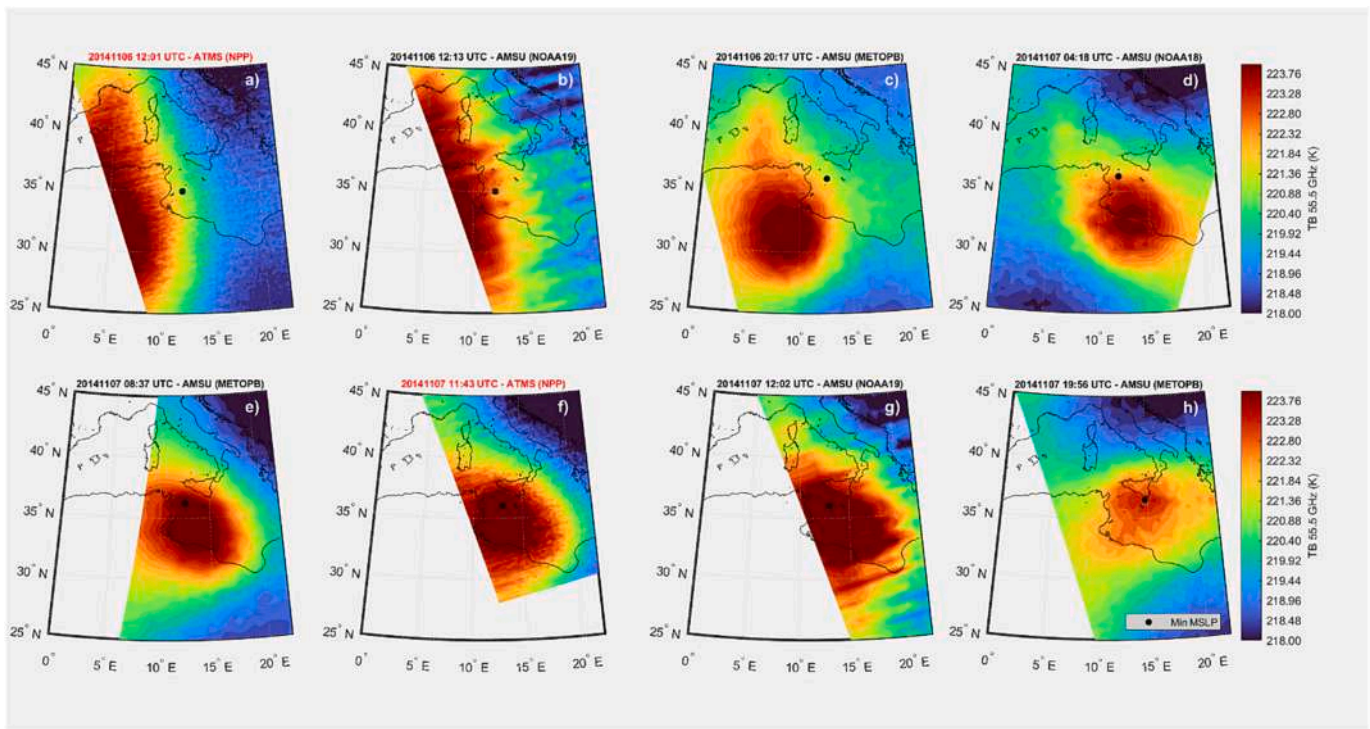 20141106 12:01 UTC - ATMS (NPP)
20141106 12:13 UTC - AMSU (NOAA19)
20141106 20:17 UTC - AMSU (METOPB)
20141107 04:18 UTC - AMSU (NOAA18)
a)
b)
c)
d)
45° N
40° N
35° N
30° N
25° N
0°
5° E
10° E
15° E
20° E
45° N
40° N
35° N
30° N
25° N
0°
5° E
10° E
15° E
20° E
45° N
40° N
35° N
30° N
25° N
0°
5° E
10° E
15° E
20° E
45° N
40° N
35° N
30° N
25° N
0°
5° E
10° E
15° E
20° E
223.76
223.28
222.80
222.32
221.84
221.36
220.88
220.40
219.92
219.44
218.96
218.48
218.00
TB 55.5 GHz (K)
20141107 08:37 UTC - AMSU (METOPB)
20141107 11:43 UTC - ATMS (NPP)
20141107 12:02 UTC - AMSU (NOAA19)
20141107 19:56 UTC - AMSU (METOPB)
e)
f)
g)
h)
45° N
40° N
35° N
30° N
25° N
0°
5° E
10° E
15° E
20° E
45° N
40° N
35° N
30° N
25° N
0°
5° E
10° E
15° E
20° E
45° N
40° N
35° N
30° N
25° N
0°
5° E
10° E
15° E
20° E
45° N
40° N
35° N
30° N
25° N
0°
5° E
10° E
15° E
20° E
Min MSLP
223.76
223.28
222.80
222.32
221.84
221.36
220.88
220.40
219.92
219.44
218.96
218.48
218.00
TB 55.5 GHz (K)